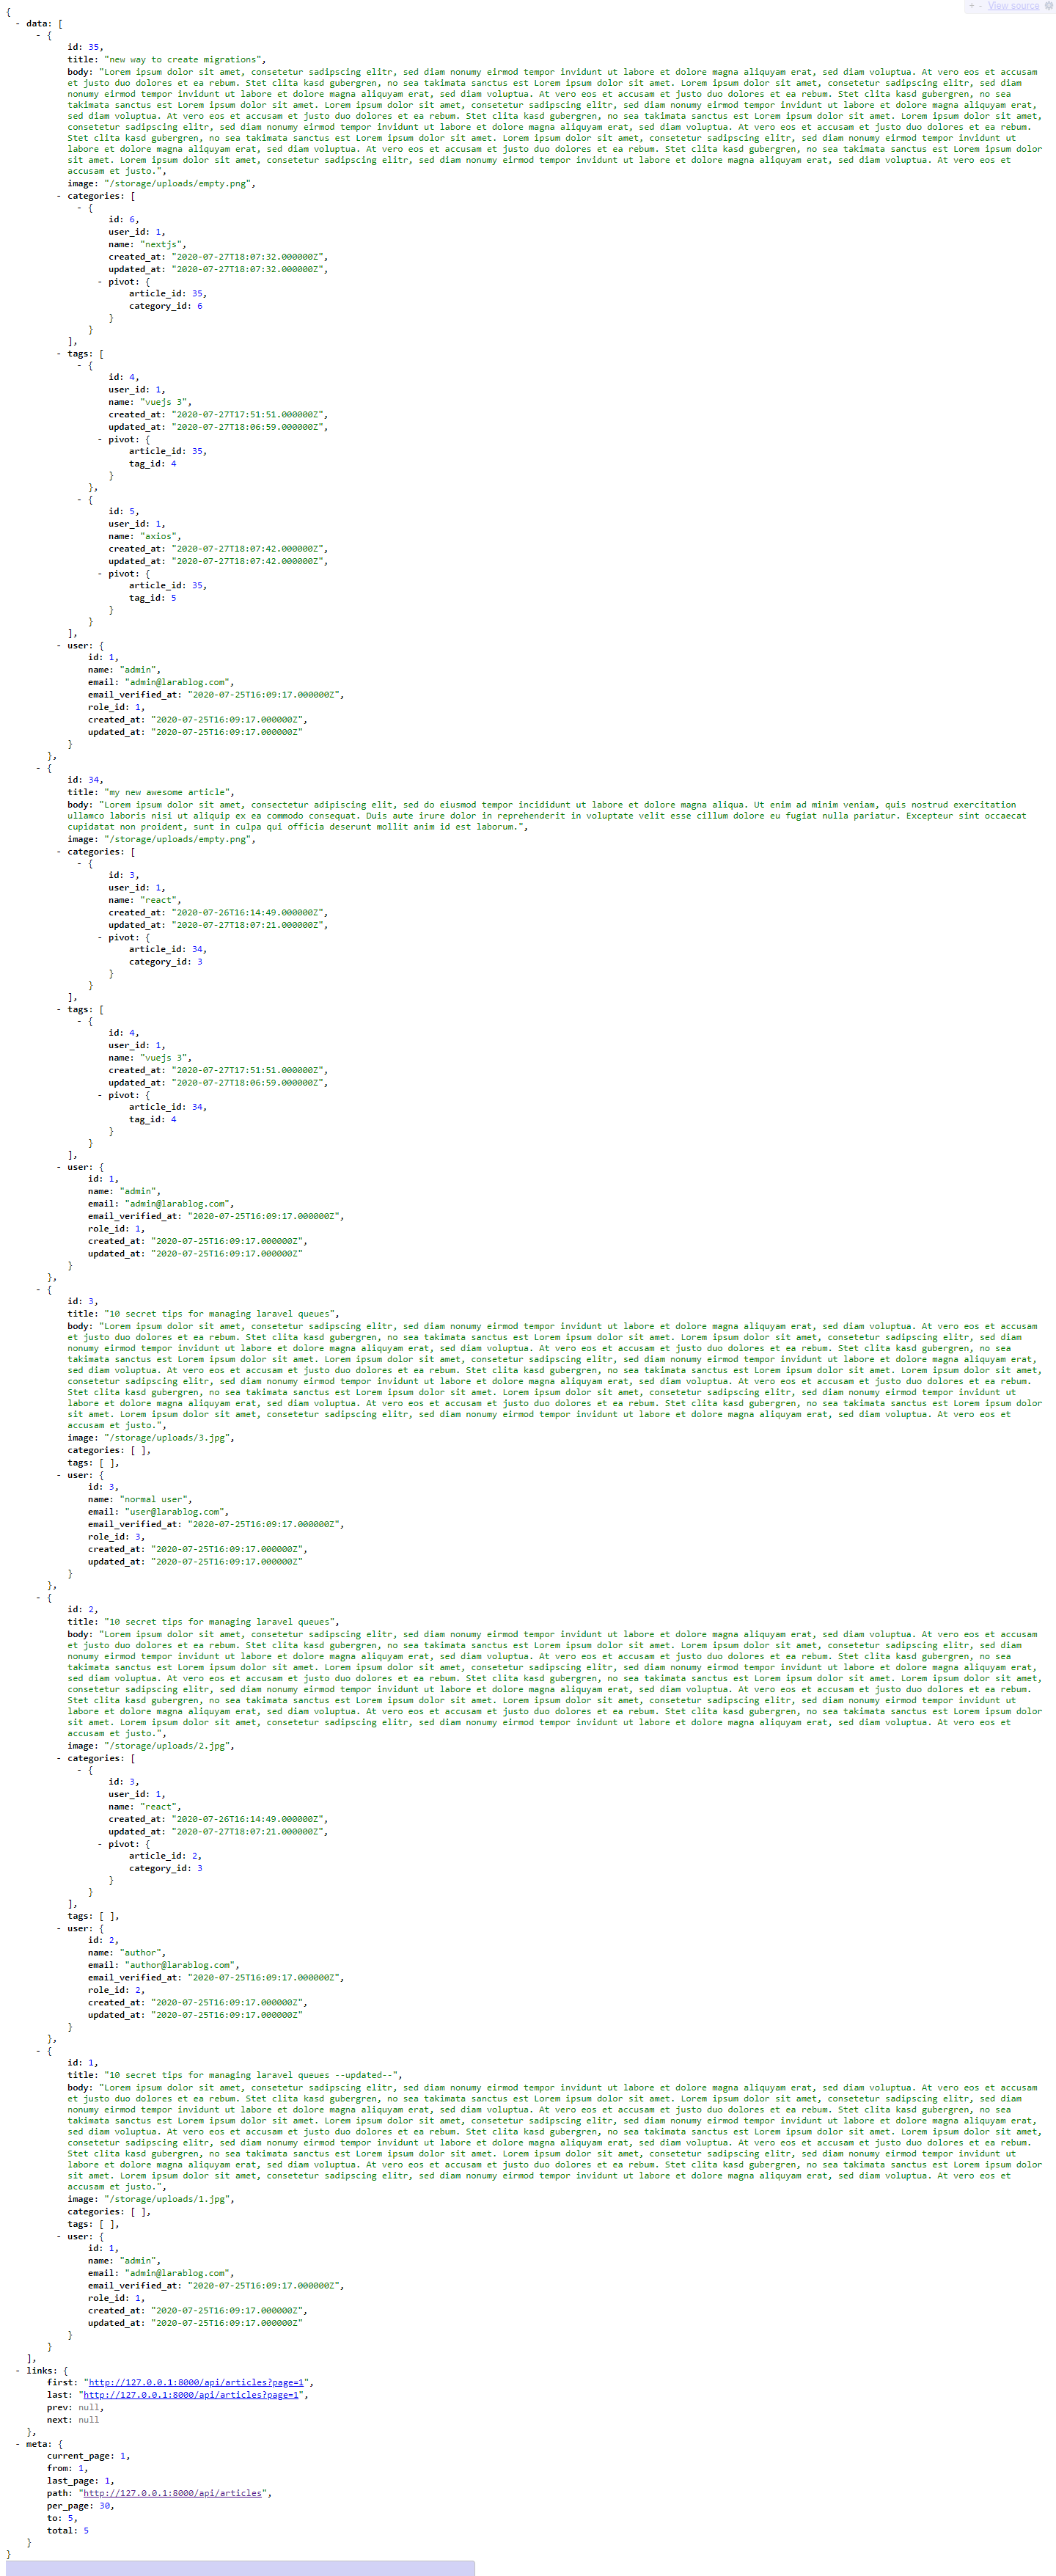 + - View source
{
- data: [
- {
id: 35,
title: "new way to create migrations",
body: "Lorem ipsum dolor sit amet, consetetur sadipscing elitr, sed diam nonumy eirmod tempor invidunt ut labore et dolore magna aliquyam erat, sed diam voluptua. At vero eos et accusam
et justo duo dolores et ea rebum. Stet clita kasd gubergren, no sea takimata sanctus est Lorem ipsum dolor sit amet. Lorem ipsum dolor sit amet, consetetur sadipscing elitr, sed diam
nonumy eirmod tempor invidunt ut labore et dolore magna aliquyam erat, sed diam voluptua. At vero eos et accusam et justo duo dolores et ea rebum. Stet clita kasd gubergren, no sea
takimata sanctus est Lorem ipsum dolor sit amet. Lorem ipsum dolor sit amet, consetetur sadipscing elitr, sed diam nonumy eirmod tempor invidunt ut labore et dolore magna aliquyam erat,
sed diam voluptua. At vero eos et accusam et justo duo dolores et ea rebum. Stet clita kasd gubergren, no sea takimata sanctus est Lorem ipsum dolor sit amet. Lorem ipsum dolor sit amet,
consetetur sadipscing elitr, sed diam nonumy eirmod tempor invidunt ut labore et dolore magna aliquyam erat, sed diam voluptua. At vero eos et accusam et justo duo dolores et ea rebum.
Stet clita kasd gubergren, no sea takimata sanctus est Lorem ipsum dolor sit amet. Lorem ipsum dolor sit amet, consetetur sadipscing elitr, sed diam nonumy eirmod tempor invidunt ut
labore et dolore magna aliquyam erat, sed diam voluptua. At vero eos et accusam et justo duo dolores et ea rebum. Stet clita kasd gubergren, no sea takimata sanctus est Lorem ipsum dolor
sit amet. Lorem ipsum dolor sit amet, consetetur sadipscing elitr, sed diam nonumy eirmod tempor invidunt ut labore et dolore magna aliquyam erat, sed diam voluptua. At vero eos et
accusam et justo.",
image: "/storage/uploads/empty.png",
- categories: [
- {
id: 6,
user_id: 1,
name: "nextjs",
created_at: "2020-07-27T18:07:32.000000Z",
updated_at: "2020-07-27T18:07:32.000000Z",
- pivot: {
article_id: 35,
category_id: 6
}
}
],
- tags: [
- {
id: 4,
user_id: 1,
name: "vuejs 3",
created_at: "2020-07-27T17:51:51.000000Z",
updated_at: "2020-07-27T18:06:59.000000Z",
- pivot: {
article_id: 35,
tag_id: 4
}
},
- {
id: 5,
user_id: 1,
name: "axios",
created_at: "2020-07-27T18:07:42.000000Z",
updated_at: "2020-07-27T18:07:42.000000Z",
- pivot: {
article_id: 35,
tag_id: 5
}
}
],
- user: {
id: 1,
name: "admin",
email: "admin@larablog.com",
email_verified_at: "2020-07-25T16:09:17.000000Z",
role_id: 1,
created_at: "2020-07-25T16:09:17.000000Z",
updated_at: "2020-07-25T16:09:17.000000Z"
}
},
- {
id: 34,
title: "my new awesome article",
body: "Lorem ipsum dolor sit amet, consectetur adipiscing elit, sed do eiusmod tempor incididunt ut labore et dolore magna aliqua. Ut enim ad minim veniam, quis nostrud exercitation
ullamco laboris nisi ut aliquip ex ea commodo consequat. Duis aute irure dolor in reprehenderit in voluptate velit esse cillum dolore eu fugiat nulla pariatur. Excepteur sint occaecat
cupidatat non proident, sunt in culpa qui officia deserunt mollit anim id est laborum.",
image: "/storage/uploads/empty.png",
- categories: [
- {
id: 3,
user_id: 1,
name: "react",
created_at: "2020-07-26T16:14:49.000000Z",
updated_at: "2020-07-27T18:07:21.000000Z",
- pivot: {
article_id: 34,
category_id: 3
}
}
],
- tags: [
- {
id: 4,
user_id: 1,
name: "vuejs 3",
created_at: "2020-07-27T17:51:51.000000Z",
updated_at: "2020-07-27T18:06:59.000000Z",
- pivot: {
article_id: 34,
tag_id: 4
}
}
],
- user: {
id: 1,
name: "admin",
email: "admin@larablog.com",
email_verified_at: "2020-07-25T16:09:17.000000Z",
role_id: 1,
created_at: "2020-07-25T16:09:17.000000Z",
updated_at: "2020-07-25T16:09:17.000000Z"
}
},
- {
id: 3,
title: "10 secret tips for managing laravel queues",
body: "Lorem ipsum dolor sit amet, consetetur sadipscing elitr, sed diam nonumy eirmod tempor invidunt ut labore et dolore magna aliquyam erat, sed diam voluptua. At vero eos et accusam
et justo duo dolores et ea rebum. Stet clita kasd gubergren, no sea takimata sanctus est Lorem ipsum dolor sit amet. Lorem ipsum dolor sit amet, consetetur sadipscing elitr, sed diam
nonumy eirmod tempor invidunt ut labore et dolore magna aliquyam erat, sed diam voluptua. At vero eos et accusam et justo duo dolores et ea rebum. Stet clita kasd gubergren, no sea
takimata sanctus est Lorem ipsum dolor sit amet. Lorem ipsum dolor sit amet, consetetur sadipscing elitr, sed diam nonumy eirmod tempor invidunt ut labore et dolore magna aliquyam erat,
sed diam voluptua. At vero eos et accusam et justo duo dolores et ea rebum. Stet clita kasd gubergren, no sea takimata sanctus est Lorem ipsum dolor sit amet. Lorem ipsum dolor sit amet,
consetetur sadipscing elitr, sed diam nonumy eirmod tempor invidunt ut labore et dolore magna aliquyam erat, sed diam voluptua. At vero eos et accusam et justo duo dolores et ea rebum.
Stet clita kasd gubergren, no sea takimata sanctus est Lorem ipsum dolor sit amet. Lorem ipsum dolor sit amet, consetetur sadipscing elitr, sed diam nonumy eirmod tempor invidunt ut
labore et dolore magna aliquyam erat, sed diam voluptua. At vero eos et accusam et justo duo dolores et ea rebum. Stet clita kasd gubergren, no sea takimata sanctus est Lorem ipsum dolor
sit amet. Lorem ipsum dolor sit amet, consetetur sadipscing elitr, sed diam nonumy eirmod tempor invidunt ut labore et dolore magna aliquyam erat, sed diam voluptua. At vero eos et
accusam et justo.",
image: "/storage/uploads/3.jpg",
categories: [ ],
tags: [ ],
- user: {
id: 3,
name: "normal user",
email: "user@larablog.com",
email_verified_at: "2020-07-25T16:09:17.000000Z",
role_id: 3,
created_at: "2020-07-25T16:09:17.000000Z",
updated_at: "2020-07-25T16:09:17.000000Z"
}
},
- {
id: 2,
title: "10 secret tips for managing laravel queues",
body: "Lorem ipsum dolor sit amet, consetetur sadipscing elitr, sed diam nonumy eirmod tempor invidunt ut labore et dolore magna aliquyam erat, sed diam voluptua. At vero eos et accusam
et justo duo dolores et ea rebum. Stet clita kasd gubergren, no sea takimata sanctus est Lorem ipsum dolor sit amet. Lorem ipsum dolor sit amet, consetetur sadipscing elitr, sed diam
nonumy eirmod tempor invidunt ut labore et dolore magna aliquyam erat, sed diam voluptua. At vero eos et accusam et justo duo dolores et ea rebum. Stet clita kasd gubergren, no sea
takimata sanctus est Lorem ipsum dolor sit amet. Lorem ipsum dolor sit amet, consetetur sadipscing elitr, sed diam nonumy eirmod tempor invidunt ut labore et dolore magna aliquyam erat,
sed diam voluptua. At vero eos et accusam et justo duo dolores et ea rebum. Stet clita kasd gubergren, no sea takimata sanctus est Lorem ipsum dolor sit amet. Lorem ipsum dolor sit amet,
consetetur sadipscing elitr, sed diam nonumy eirmod tempor invidunt ut labore et dolore magna aliquyam erat, sed diam voluptua. At vero eos et accusam et justo duo dolores et ea rebum.
Stet clita kasd gubergren, no sea takimata sanctus est Lorem ipsum dolor sit amet. Lorem ipsum dolor sit amet, consetetur sadipscing elitr, sed diam nonumy eirmod tempor invidunt ut
labore et dolore magna aliquyam erat, sed diam voluptua. At vero eos et accusam et justo duo dolores et ea rebum. Stet clita kasd gubergren, no sea takimata sanctus est Lorem ipsum dolor
sit amet. Lorem ipsum dolor sit amet, consetetur sadipscing elitr, sed diam nonumy eirmod tempor invidunt ut labore et dolore magna aliquyam erat, sed diam voluptua. At vero eos et
accusam et justo.",
image: "/storage/uploads/2.jpg",
- categories: [
- {
id: 3,
user_id: 1,
name: "react",
created_at: "2020-07-26T16:14:49.000000Z",
updated_at: "2020-07-27T18:07:21.000000Z",
- pivot: {
article_id: 2,
category_id: 3
}
}
],
tags: [ ],
- user: {
id: 2,
name: "author",
email: "author@larablog.com",
email_verified_at: "2020-07-25T16:09:17.000000Z",
role_id: 2,
created_at: "2020-07-25T16:09:17.000000Z",
updated_at: "2020-07-25T16:09:17.000000Z"
}
},
- {
id: 1,
title: "10 secret tips for managing laravel queues --updated--",
body: "Lorem ipsum dolor sit amet, consetetur sadipscing elitr, sed diam nonumy eirmod tempor invidunt ut labore et dolore magna aliquyam erat, sed diam voluptua. At vero eos et accusam
et justo duo dolores et ea rebum. Stet clita kasd gubergren, no sea takimata sanctus est Lorem ipsum dolor sit amet. Lorem ipsum dolor sit amet, consetetur sadipscing elitr, sed diam
nonumy eirmod tempor invidunt ut labore et dolore magna aliquyam erat, sed diam voluptua. At vero eos et accusam et justo duo dolores et ea rebum. Stet clita kasd gubergren, no sea
takimata sanctus est Lorem ipsum dolor sit amet. Lorem ipsum dolor sit amet, consetetur sadipscing elitr, sed diam nonumy eirmod tempor invidunt ut labore et dolore magna aliquyam erat,
sed diam voluptua. At vero eos et accusam et justo duo dolores et ea rebum. Stet clita kasd gubergren, no sea takimata sanctus est Lorem ipsum dolor sit amet. Lorem ipsum dolor sit amet,
consetetur sadipscing elitr, sed diam nonumy eirmod tempor invidunt ut labore et dolore magna aliquyam erat, sed diam voluptua. At vero eos et accusam et justo duo dolores et ea rebum.
Stet clita kasd gubergren, no sea takimata sanctus est Lorem ipsum dolor sit amet. Lorem ipsum dolor sit amet, consetetur sadipscing elitr, sed diam nonumy eirmod tempor invidunt ut
labore et dolore magna aliquyam erat, sed diam voluptua. At vero eos et accusam et justo duo dolores et ea rebum. Stet clita kasd gubergren, no sea takimata sanctus est Lorem ipsum dolor
sit amet. Lorem ipsum dolor sit amet, consetetur sadipscing elitr, sed diam nonumy eirmod tempor invidunt ut labore et dolore magna aliquyam erat, sed diam voluptua. At vero eos et
accusam et justo.",
image: "/storage/uploads/1.jpg",
categories: [ ],
tags: [ ],
- user: {
id: 1,
name: "admin",
email: "admin@larablog.com",
email_verified_at: "2020-07-25T16:09:17.000000Z",
role_id: 1,
created_at: "2020-07-25T16:09:17.000000Z",
updated_at: "2020-07-25T16:09:17.000000Z"
}
}
],
- links: {
first: "http://127.0.0.1:8000/api/articles?page=1",
last: "http://127.0.0.1:8000/api/articles?page=1",
prev: null,
next: null
},
- meta: {
current_page: 1,
from: 1,
last_page: 1,
path: "http://127.0.0.1:8000/api/articles",
per_page: 30,
to: 5,
total: 5
}
}